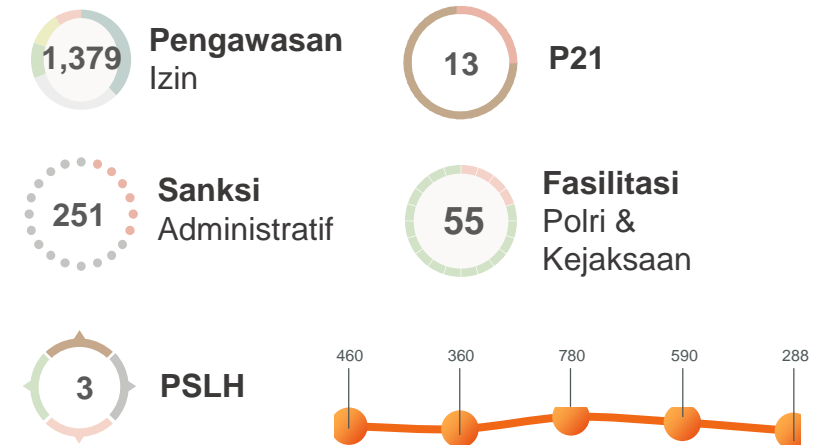 1,379
Pengawasan
Izin
13
P21
251
Sanksi
Administratif
55
Fasilitasi
Polri &
Kejaksaan
3
PSLH
460 360 780 590 288